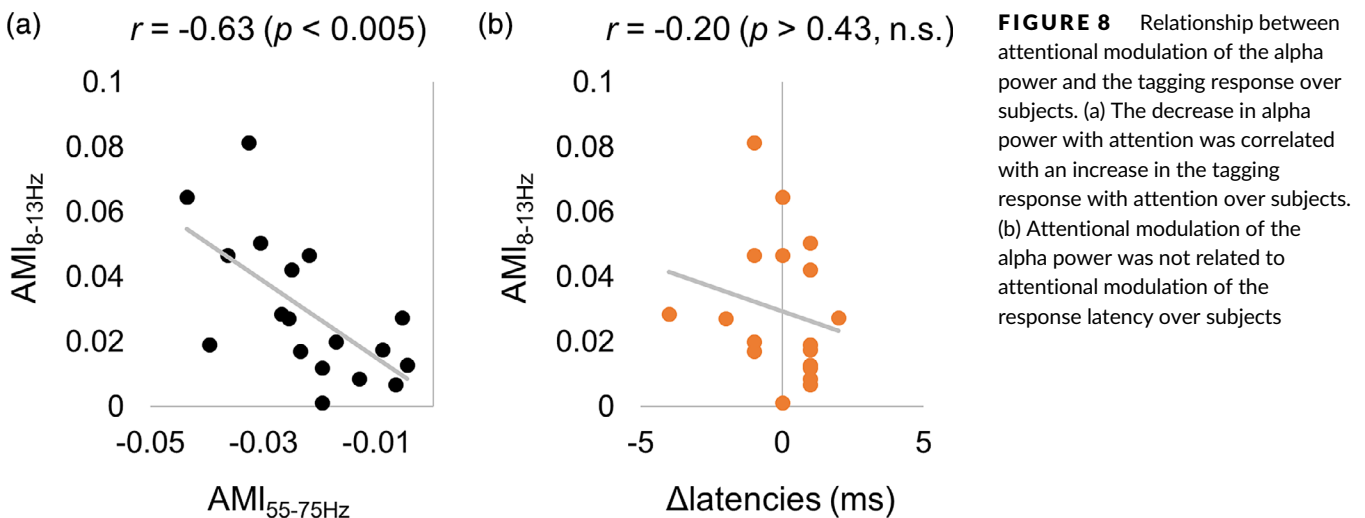 (a)
r = -0.63 (p < 0.005)
0.1
0.08
0.06
0.04
0.02
0
AMI8-13Hz
-0.05
-0.03
-0.01
AMI55-75Hz
(b)
r = -0.20 (p > 0.43, n.s.)
0.1
0.08
0.06
0.04
0.02
0
AMI8-13Hz
-5
0
5
Δlatencies (ms)
FIGURE 8 Relationship between
attentional modulation of the alpha
power and the tagging response over
subjects. (a) The decrease in alpha
power with attention was correlated
with an increase in the tagging
response with attention over subjects.
(b) Attentional modulation of the
alpha power was not related to
attentional modulation of the
response latency over subjects